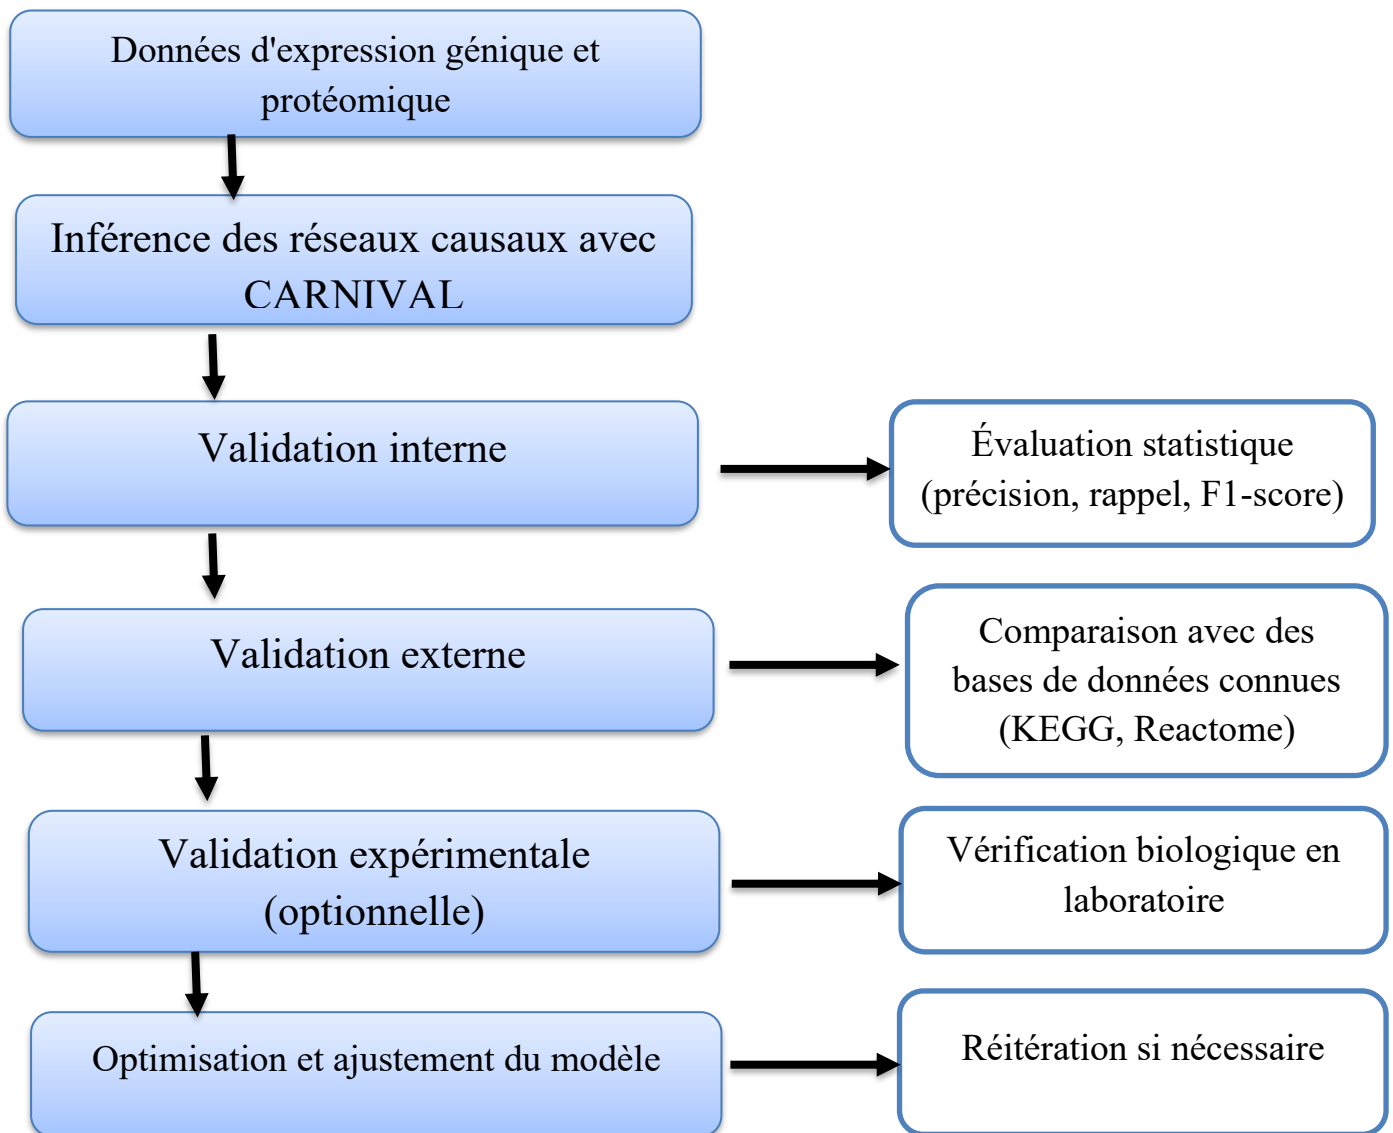 Données d'expression génique et
protéomique
Inférence des réseaux causaux avec
CARNIVAL
Validation interne
Évaluation statistique
(précision, rappel, F1-score)
Validation externe
Comparaison avec des
bases de données connues
(KEGG, Reactome)
Validation expérimentale
(optionnelle)
Vérification biologique en
laboratoire
Optimisation et ajustement du modèle
Réitération si nécessaire